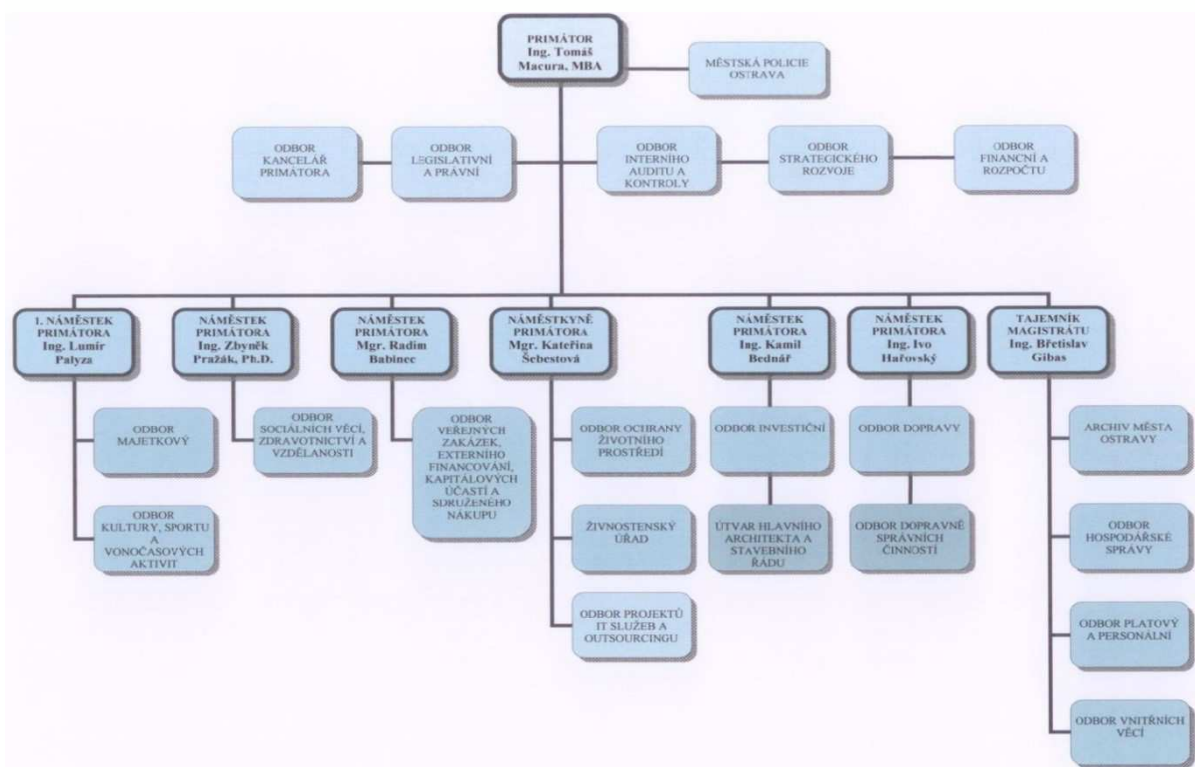 PRIMÁTOR
Ing. Tomáš
Macura, MBA
MĚSTSKÁ POLICIE
OSTRAVA
ODBOR
KANCELÁŘ
PRIMÁTORA
ODBOR
LEGISLATIVNÍ
A PRÁVNÍ
ODBOR
INTERNÍHO
AUDITU A
KONTROLY
ODBOR
STRATEGICKÉHO
ROZVOJE
ODBOR
FINANCNÍ A
ROZPOČTU
1. NÁMĚSTEK
PRIMÁTORA
Ing. Lumír
Palyza
NÁMĚSTEK
PRIMÁTORA
Ing. Zbyněk
Pražák, Ph.D.
NÁMĚSTEK
PRIMÁTORA
Mgr. Radim
Babinec
NÁMĚSTKYNĚ
PRIMÁTORA
Mgr. Kateřina
Šebestová
NÁMĚSTEK
PRIMÁTORA
Ing. Kamil
Bednář
NÁMĚSTEK
PRIMÁTORA
Ing. Ivo
Hařovský
TAJEMNÍK
MAGISTRÁTU
Ing. Břetislav
Gibas
ODBOR
MAJETKOVÝ
ODBOR
SOCIÁLNÍCH VĚCÍ,
ZDRAVOTNICTVÍ A
VZDĚLANOSTI
ODBOR
VEŘEJNÝCH
ZAKÁZEK,
EXTERNÍHO
FINANCOVÁNÍ,
KAPITÁLOVÝCH
ÚČASTÍ A
SDRUŽENÉHO
NÁKUPU
ODBOR OCHRANY
ŽIVOTNÍHO
PROSTŘEDÍ
ODBOR INVESTIČNÍ
ODBOR DOPRAVY
ARCHIV MĚSTA
OSTRAVY
ODBOR
KULTURY, SPORTU
A
VONOČASOVÝCH
AKTIVIT
ŽIVNOSTENSKÝ
ÚŘAD
ÚTVAR HLAVNÍHO
ARCHITEKTA A
STAVEBNÍHO
ŘÁDU
ODBOR DOPRAVNĚ
SPRÁVNÍCH
ČINNOSTÍ
ODBOR
HOSPODÁŘSKÉ
SPRÁVY
ODBOR PROJEKTŮ
IT SLUŽEB A
OUTSOURCINGU
ODBOR PLATOVÝ
A PERSONÁLNÍ
ODBOR VNITŘNÍCH
VĚCÍ